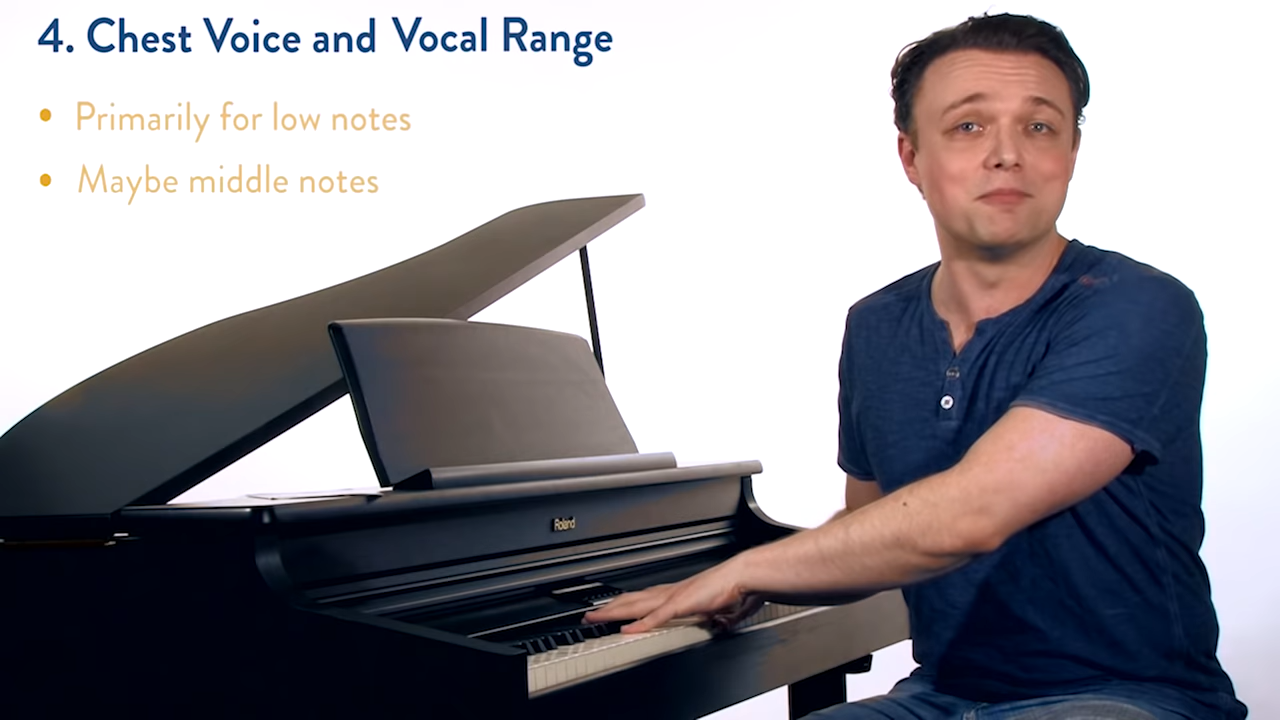 4. Chest Voice and Vocal Range
• Primarily for low notes
• Maybe middle notes
Roland